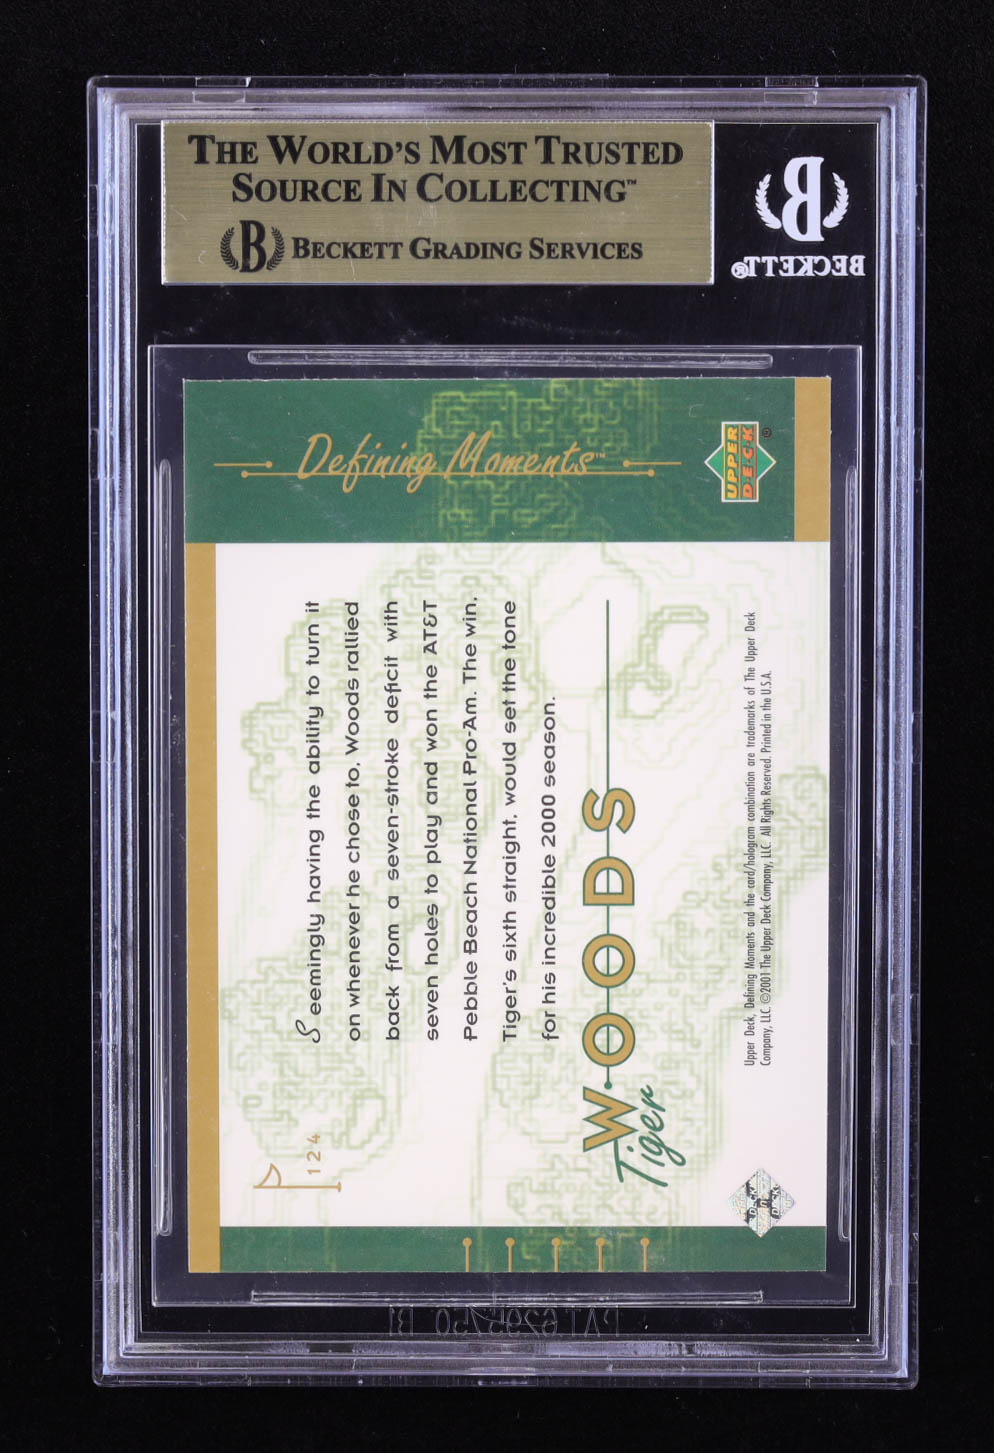 THE WORLD'S MOST TRUSTED
SOURCE IN COLLECTING™
B BECKETT GRADING SERVICES
B
BECKETT®
Defining Moments™
UPPER
DECK
®
124
Seemingly having the ability to turn it
on whenever he chose to, Woods rallied
back from a seven-stroke deficit with
seven holes to play and won the AT&T
Pebble Beach National Pro-Am. The win,
Tiger's sixth straight, would set the tone
for his incredible 2000 season.
WOODS
Tiger
Upper Deck, Defining Moments and the card/hologram combination are trademarks of The Upper Deck
Company, LLC. ©2001 The Upper Deck Company, LLC. All Rights Reserved. Printed in the U.S.A.
PAT 6295750 B1